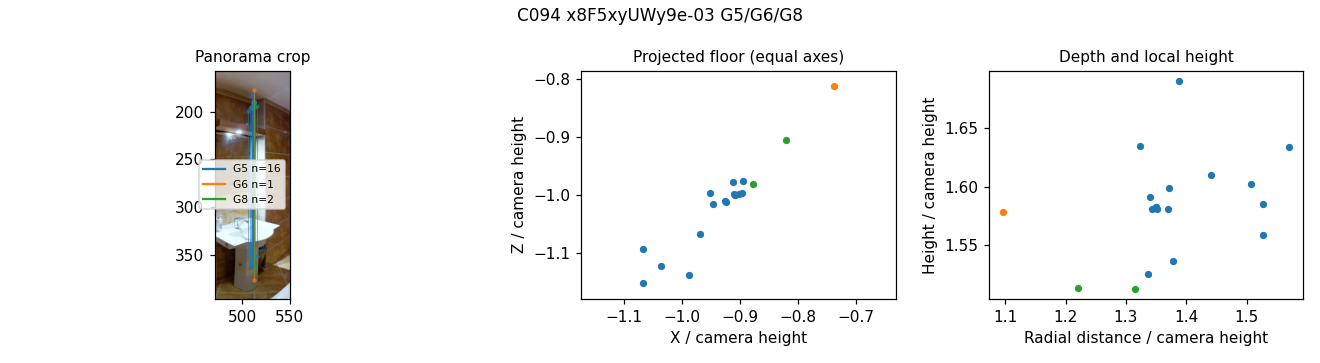 C094 x8F5xyUWy9e-03 G5/G6/G8
Panorama crop
200
250
300
350
500 550
G5 n=16
G6 n=1
G8 n=2
Projected floor (equal axes)
Z / camera height
−0.8
−0.9
−1.0
−1.1
−1.1 −1.0 −0.9 −0.8 −0.7
X / camera height
Depth and local height
Height / camera height
1.65
1.60
1.55
1.1 1.2 1.3 1.4 1.5
Radial distance / camera height